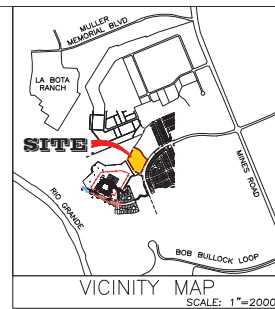 MULLER
MEMORIAL BLVD
LA BOTA
RANCH
SITE
MINES ROAD
RIO GRANDE
BOB BULLOCK LOOP
VICINITY MAP
SCALE: 1"=2000